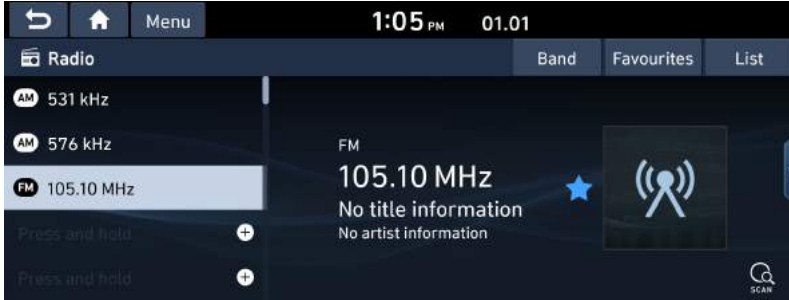 Menu
1:05 PM 01.01
Radio
Band Favourites List
AM 531 kHz
AM 576 kHz
FM 105.10 MHz
Press and hold
Press and hold
FM
105.10 MHz
No title information
No artist information
SCAN